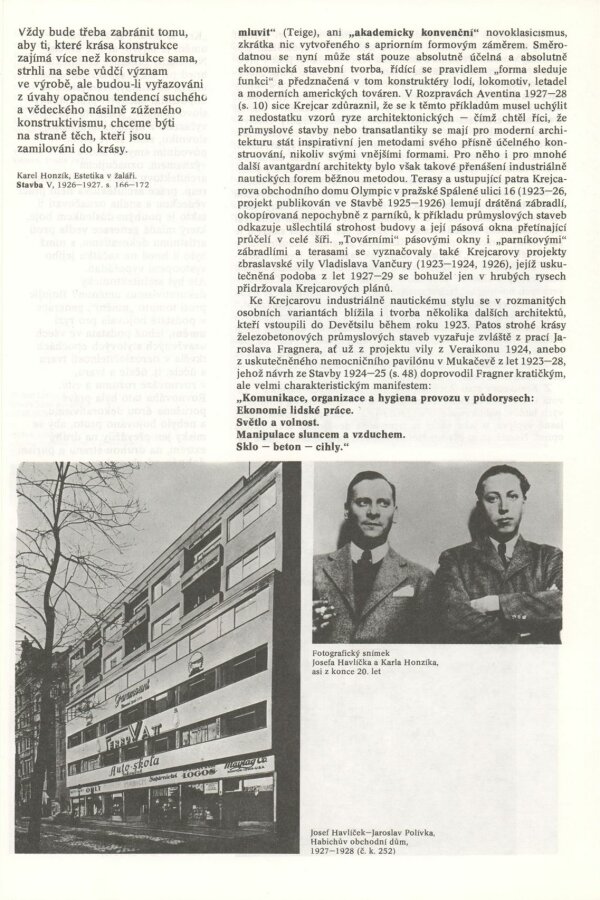 Vždy bude třeba zabránit tomu,
aby ti, které krása konstrukce
zajímá více než konstrukce sama,
strhli na sebe vůdčí význam
ve výrobě, ale budou-li vyřazováni
z úvahy opačnou tendencí suchého
a vědeckého násilně zúženého
konstruktivismu, chceme býti
na straně těch, kteří jsou
zamilováni do krásy.
Karel Honzík, Estetika v žaláři.
Stavba V, 1926–1927. s. 166–172
mluvit“ (Teige), ani „akademicky konvenční“ novoklasicismus,
zkrátka nic vytvořeného s apriorním formovým záměrem. Směro-
datnou se nyní může stát pouze absolutně účelná a absolutně
ekonomická stavební tvorba, řídící se pravidlem „forma sleduje
funkci“ a předznačená v tom konstruktéry lodí, lokomotiv, letadel
a moderních amerických továren. V Rozpravách Aventina 1927–28
(s. 10) sice Krejcar zdůraznil, že se k těmto příkladům musel uchýlit
z nedostatku vzorů ryze architektonických – čímž chtěl říci, že
průmyslové stavby nebo transatlantiky se mají pro moderní archi-
tekturu stát inspirativní jen metodami svého přísně účelného kon-
struování, nikoliv svými vnějšími formami. Pro něho i pro mnohé
další avantgardní architekty bylo však takové přenášení industriálně
nautických forem běžnou metodou. Terasy a ustupující patra Krejca-
rova obchodního domu Olympic v pražské Spálené ulici 16 (1923–26,
projekt publikován ve Stavbě 1925–1926) lemují drátěná zábradlí,
okopírovaná nepochybně z parníků, k příkladu průmyslových staveb
odkazuje ušlechtilá strohost budovy a její pásová okna přetínající
průčelí v celé šíři. „Továrními“ pásovými okny i „parníkovými“
zábradlími a terasami se vyznačovaly také Krejcarovy projekty
zbraslavské vily Vladislava Vančury (1923–1924, 1926), jejíž usku-
tečněná podoba z let 1927–29 se bohužel jen v hrubých rysech
přidržovala Krejcarových plánů.
Ke Krejcarovu industriálně nautickému stylu se v rozmanitých
osobních variantách blížila i tvorba několika dalších architektů,
kteří vstoupili do Devětsilu během roku 1923. Patos strohé krásy
železobetonových průmyslových staveb vyzařuje zvláště z prací Ja-
roslava Fragnera, ať už z projektu vily z Veraikonu 1924, anebo
z uskutečněného nemocničního pavilónu v Mukačevě z let 1923–28,
jehož návrh ze Stavby 1924–25 (s. 48) doprovodil Fragner kratičkým,
ale velmi charakteristickým manifestem:
„Komunikace, organizace a hygiena provozu v půdorysech:
Ekonomie lidské práce.
Světlo a volnost.
Manipulace sluncem a vzduchem.
Sklo – beton – cihly.“
Auto-škola
LOGOS
Fotografický snímek
Josefa Havlíčka a Karla Honzíka,
asi z konce 20. let
Josef Havlíček–Jaroslav Polívka,
Habichův obchodní dům,
1927–1928 (č. k. 252)